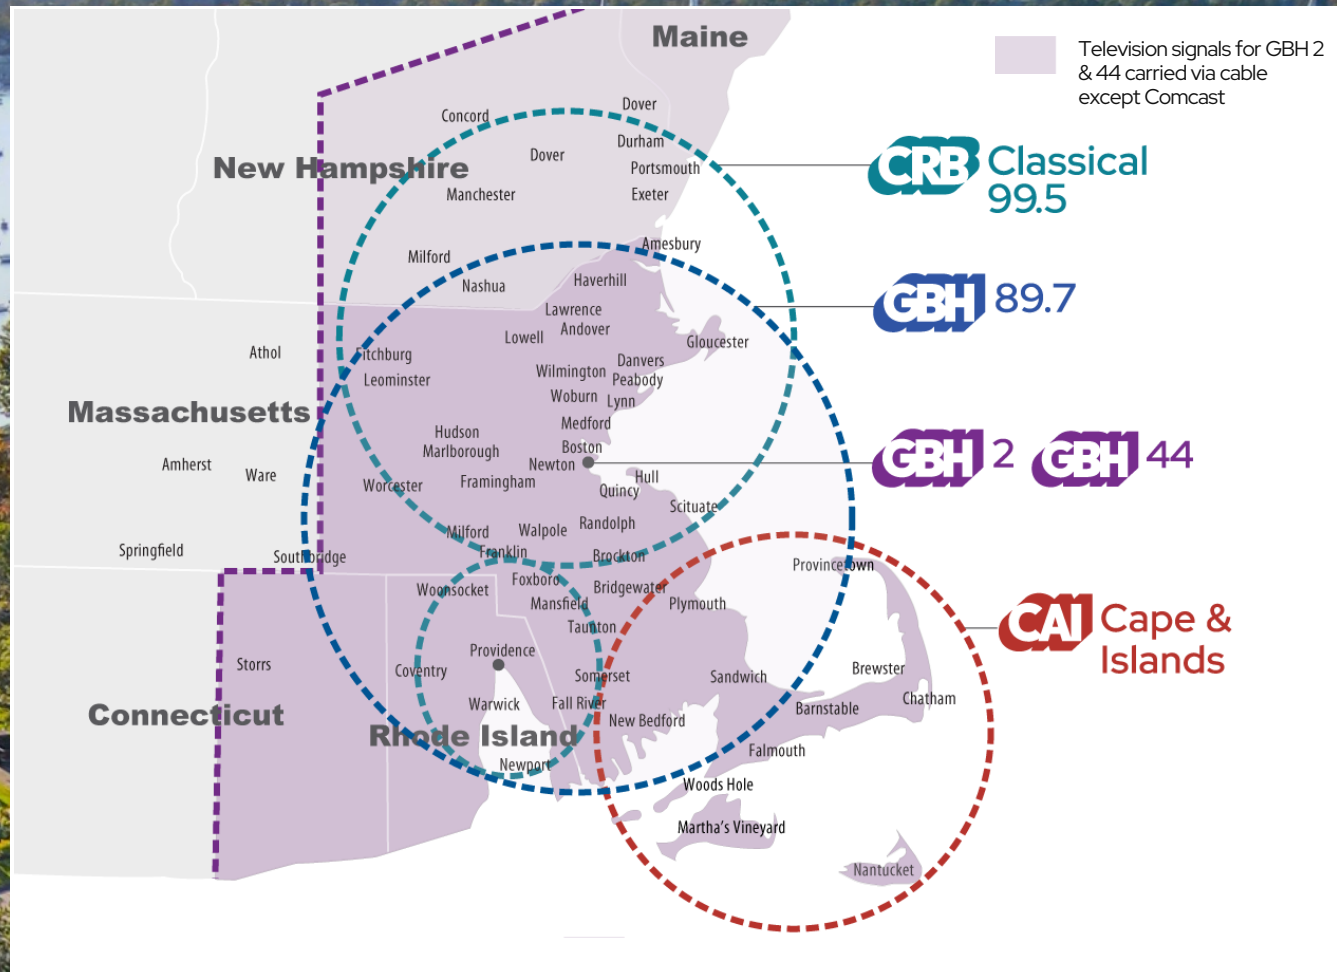 Maine
Television signals for GBH 2
& 44 carried via cable
except Comcast
Concord
Dover
Durham
Dover
New Hampshire
Portsmouth
Manchester
Exeter
CRB Classical
99.5
Amesbury
Milford
Nashua
Haverhill
GBH 89.7
Lawrence
Andover
Lowell
Gloucester
Athol
Fitchburg
Danvers
Leominster
Wilmington
Peabody
Woburn
Lynn
Massachusetts
Medford
Hudson
Marlborough
Boston
Newton
GBH 2 GBH 44
Amherst
Ware
Worcester
Framingham
Hull
Quincy
Scituate
Milford
Walpole
Randolph
Springfield
Southbridge
Franklin
Brockton
Provincetown
Woonsocket
Foxboro
Bridgewater
Mansfield
Plymouth
CAI Cape &
Islands
Taunton
Providence
Storrs
Coventry
Somerset
Sandwich
Brewster
Warwick
Fall River
Chatham
Connecticut
New Bedford
Barnstable
Rhode Island
Falmouth
Newport
Woods Hole
Martha's Vineyard
Nantucket